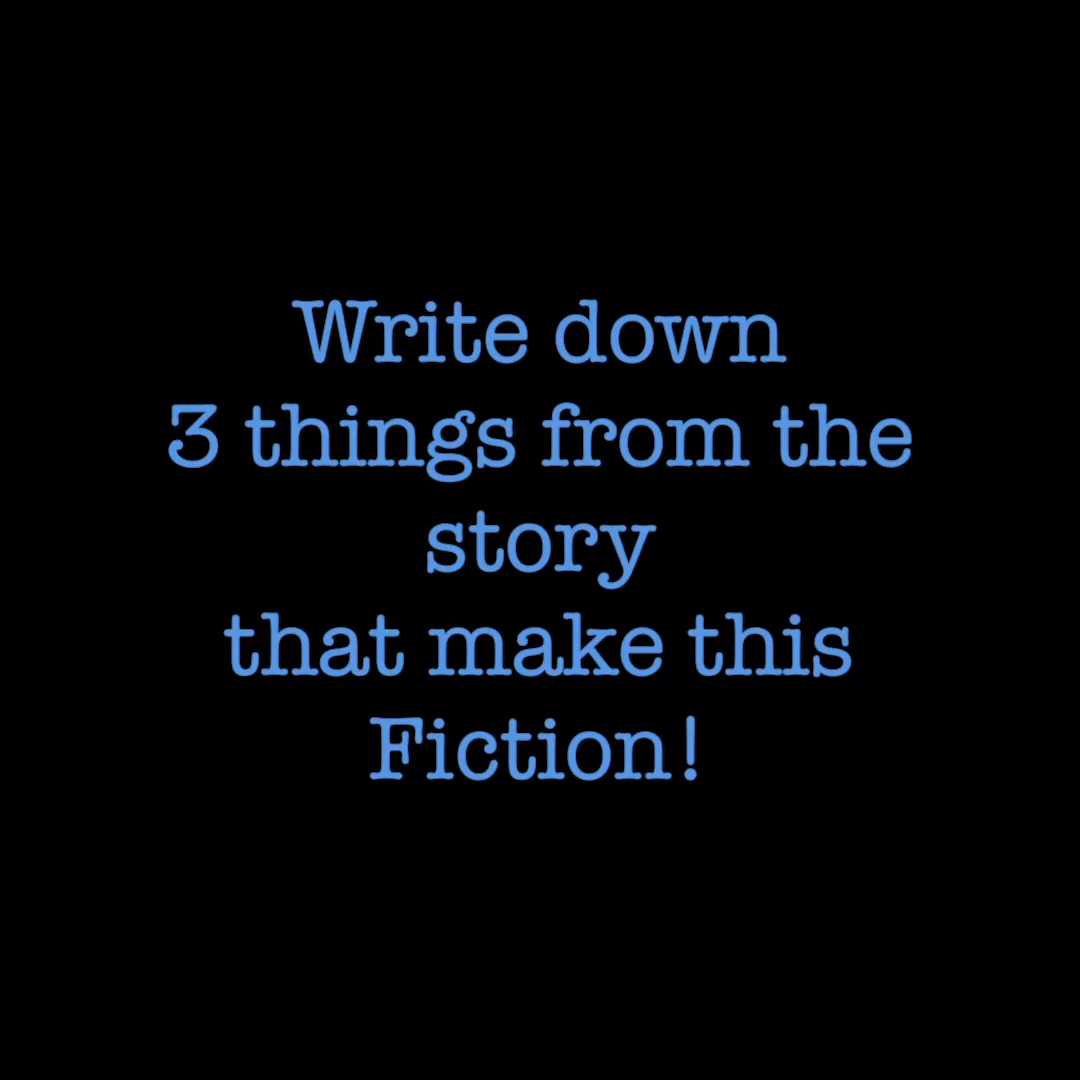 Write down
3 things from the
story
that make this
Fiction!